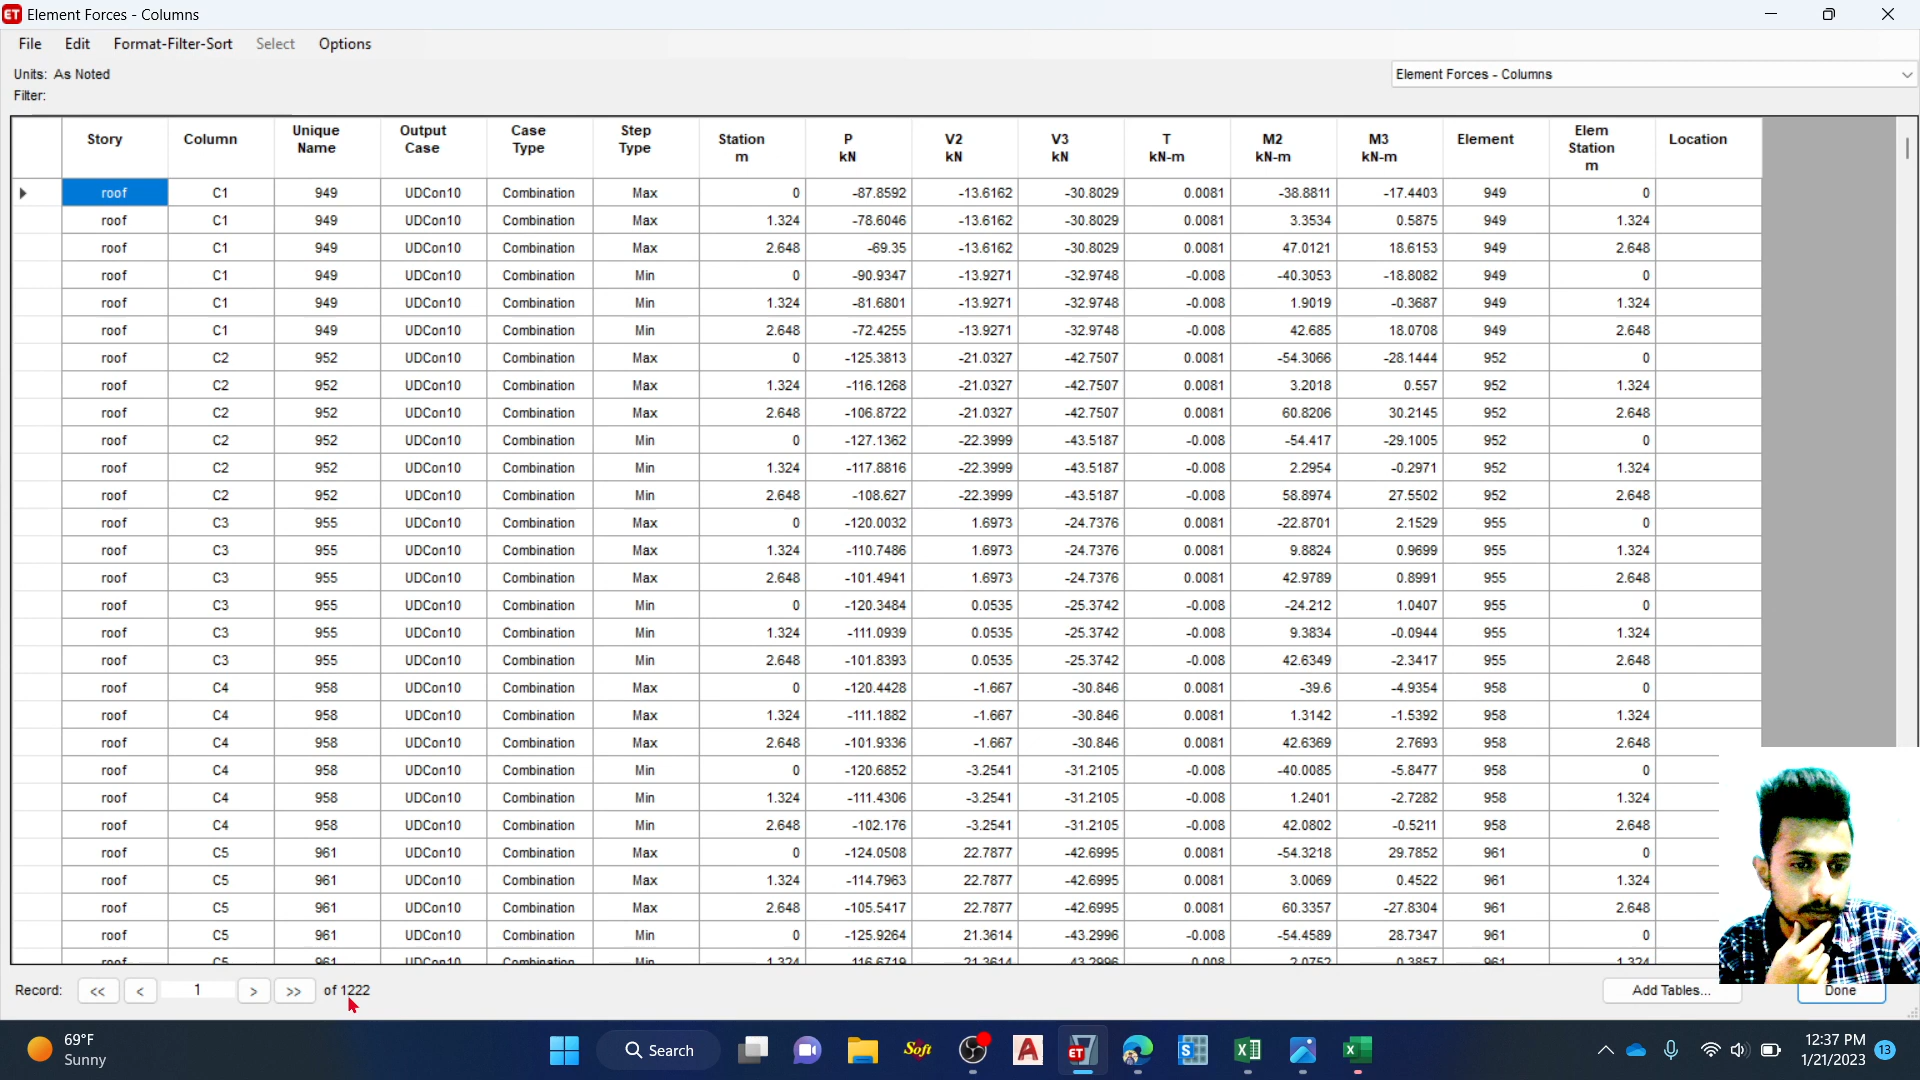 ET Element Forces - Columns
File Edit Format-Filter-Sort Select Options
Units: As Noted Element Forces - Columns
Filter:
Story Column Unique Name Output Case Case Type Step Type Station m P kN V2 kN V3 kN T kN-m M2 kN-m M3 kN-m Element Elem Station m Location
roof C1 949 UDCon10 Combination Max 0 -87.8592 -13.6162 -30.8029 0.0081 -38.8811 -17.4403 949 0
roof C1 949 UDCon10 Combination Max 1.324 -78.6046 -13.6162 -30.8029 0.0081 3.3534 0.5875 949 1.324
roof C1 949 UDCon10 Combination Max 2.648 -69.35 -13.6162 -30.8029 0.0081 47.0121 18.6153 949 2.648
roof C1 949 UDCon10 Combination Min 0 -90.9347 -13.9271 -32.9748 -0.008 -40.3053 -18.8082 949 0
roof C1 949 UDCon10 Combination Min 1.324 -81.6801 -13.9271 -32.9748 -0.008 1.9019 -0.3687 949 1.324
roof C1 949 UDCon10 Combination Min 2.648 -72.4255 -13.9271 -32.9748 -0.008 42.685 18.0708 949 2.648
roof C2 952 UDCon10 Combination Max 0 -125.3813 -21.0327 -42.7507 0.0081 -54.3066 -28.1444 952 0
roof C2 952 UDCon10 Combination Max 1.324 -116.1268 -21.0327 -42.7507 0.0081 3.2018 0.557 952 1.324
roof C2 952 UDCon10 Combination Max 2.648 -106.8722 -21.0327 -42.7507 0.0081 60.8206 30.2145 952 2.648
roof C2 952 UDCon10 Combination Min 0 -127.1362 -22.3999 -43.5187 -0.008 -54.417 -29.1005 952 0
roof C2 952 UDCon10 Combination Min 1.324 -117.8816 -22.3999 -43.5187 -0.008 2.2954 -0.2971 952 1.324
roof C2 952 UDCon10 Combination Min 2.648 -108.627 -22.3999 -43.5187 -0.008 58.8974 27.5502 952 2.648
roof C3 955 UDCon10 Combination Max 0 -120.0032 1.6973 -24.7376 0.0081 -22.8701 2.1529 955 0
roof C3 955 UDCon10 Combination Max 1.324 -110.7486 1.6973 -24.7376 0.0081 9.8824 0.9699 955 1.324
roof C3 955 UDCon10 Combination Max 2.648 -101.4941 1.6973 -24.7376 0.0081 42.9789 0.8991 955 2.648
roof C3 955 UDCon10 Combination Min 0 -120.3484 0.0535 -25.3742 -0.008 -24.212 1.0407 955 0
roof C3 955 UDCon10 Combination Min 1.324 -111.0939 0.0535 -25.3742 -0.008 9.3834 -0.0944 955 1.324
roof C3 955 UDCon10 Combination Min 2.648 -101.8393 0.0535 -25.3742 -0.008 42.6349 -2.3417 955 2.648
roof C4 958 UDCon10 Combination Max 0 -120.4428 -1.667 -30.846 0.0081 -39.6 -4.9354 958 0
roof C4 958 UDCon10 Combination Max 1.324 -111.1882 -1.667 -30.846 0.0081 1.3142 -1.5392 958 1.324
roof C4 958 UDCon10 Combination Max 2.648 -101.9336 -1.667 -30.846 0.0081 42.6369 2.7693 958 2.648
roof C4 958 UDCon10 Combination Min 0 -120.6852 -3.2541 -31.2105 -0.008 -40.0085 -5.8477 958 0
roof C4 958 UDCon10 Combination Min 1.324 -111.4306 -3.2541 -31.2105 -0.008 1.2401 -2.7282 958 1.324
roof C4 958 UDCon10 Combination Min 2.648 -102.176 -3.2541 -31.2105 -0.008 42.0802 -0.5211 958 2.648
roof C5 961 UDCon10 Combination Max 0 -124.0508 22.7877 -42.6995 0.0081 -54.3218 29.7852 961 0
roof C5 961 UDCon10 Combination Max 1.324 -114.7963 22.7877 -42.6995 0.0081 3.0069 0.4522 961 1.324
roof C5 961 UDCon10 Combination Max 2.648 -105.5417 22.7877 -42.6995 0.0081 60.3357 -27.8304 961 2.648
roof C5 961 UDCon10 Combination Min 0 -125.9264 21.3614 -43.2996 -0.008 -54.4589 28.7347 961 0
roof C5 961 UDCon10 Combination Min 1.324 -116.6719 21.3614 -43.2996 -0.008 2.0752 0.3857 961 1.324
Record: << < 1 > >> of 1222 Add Tables... Done
69°F
Sunny
Search Soft ET
12:37 PM
1/21/2023 13